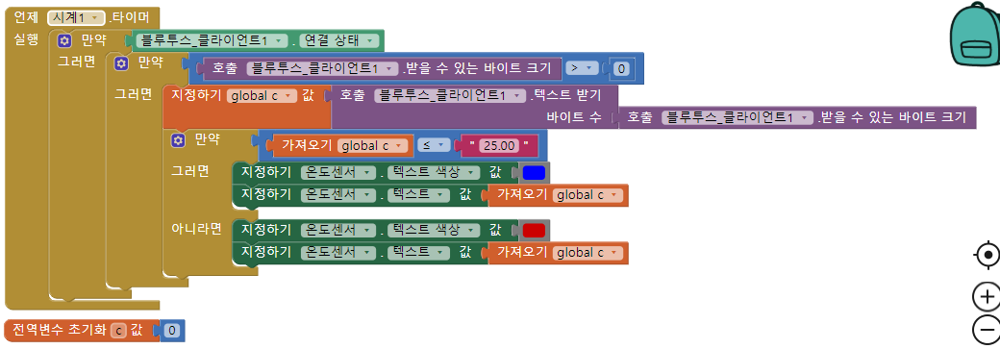 언제 시계1 .타이머
실행 만약 블루투스_클라이언트1 . 연결 상태
그러면 만약 호출 블루투스_클라이언트1 .받을 수 있는 바이트 크기 > 0
그러면 지정하기 global c 값 호출 블루투스_클라이언트1 .텍스트 받기
바이트 수 호출 블루투스_클라이언트1 .받을 수 있는 바이트 크기
만약 가져오기 global c ≤ " 25.00 "
그러면 지정하기 온도센서 . 텍스트 색상 값
지정하기 온도센서 . 텍스트 값 가져오기 global c
아니라면 지정하기 온도센서 . 텍스트 색상 값
지정하기 온도센서 . 텍스트 값 가져오기 global c
전역변수 초기화 c 값 0